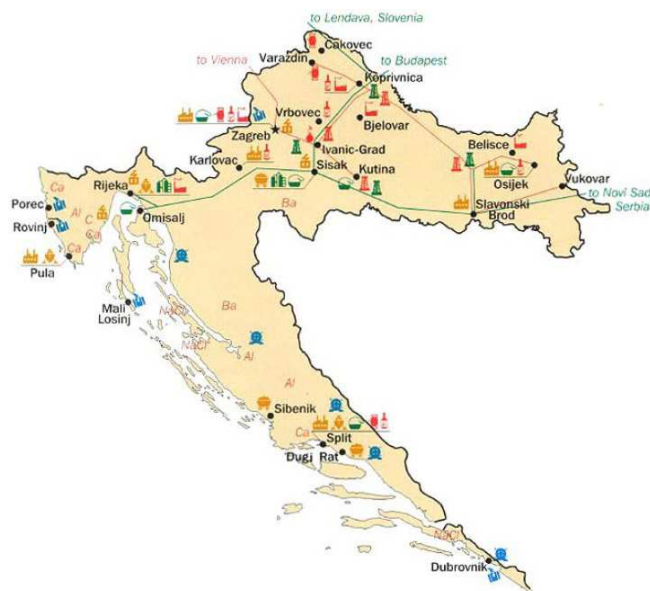 to Lendava, Slovenia
Cakovec
to Vienna
Varazdin
to Budapest
Koprivnica
Vrbovec
Bjelovar
Zagreb
Ivanic-Grad
Belisce
Karlovac
Sisak
Kutina
Osijek
Vukovar
Ca
Rijeka
Porec
Al
Omisalj
Ba
to Novi Sad
Serbia
Slavonski
Brod
Rovinj
C
Ca
Ca
Pula
Mali
Losinj
NaCl
Ba
NaCl
Al
Al
Sibenik
Ca
Split
Dugi Rat
NaCl
Dubrovnik